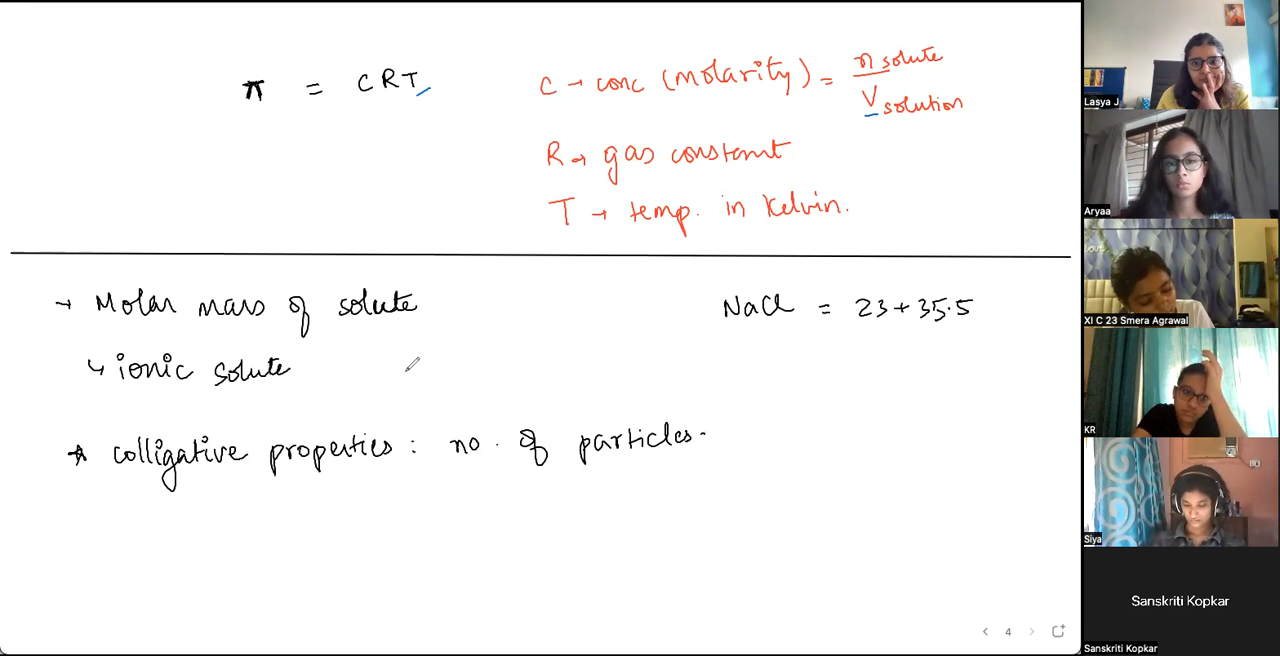 π = CRT
C → conc (molarity) = n solute / V solution
R → gas constant
T → temp. in Kelvin.
→ Molar mass of solute
NaCl = 23 + 35.5
↳ ionic solute
* colligative properties : no. of particles.
4
Lasya J
Aryaa
XI C 23 Smera Agrawal
KR
Siya
Sanskriti Kopkar
Sanskriti Kopkar